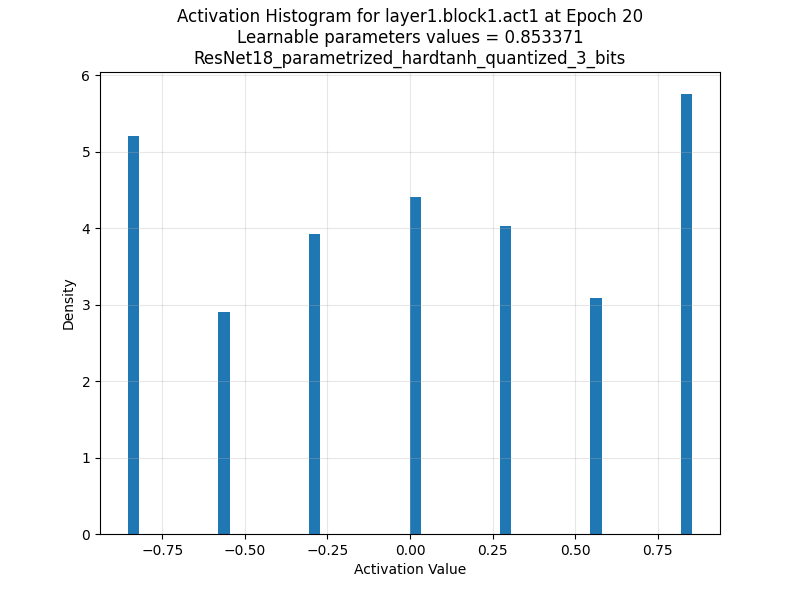 Activation Histogram for layer1.block1.act1 at Epoch 20
Learnable parameters values = 0.853371
ResNet18_parametrized_hardtanh_quantized_3_bits
6
5
4
3
2
1
0
Density
−0.75 −0.50 −0.25 0.00 0.25 0.50 0.75
Activation Value